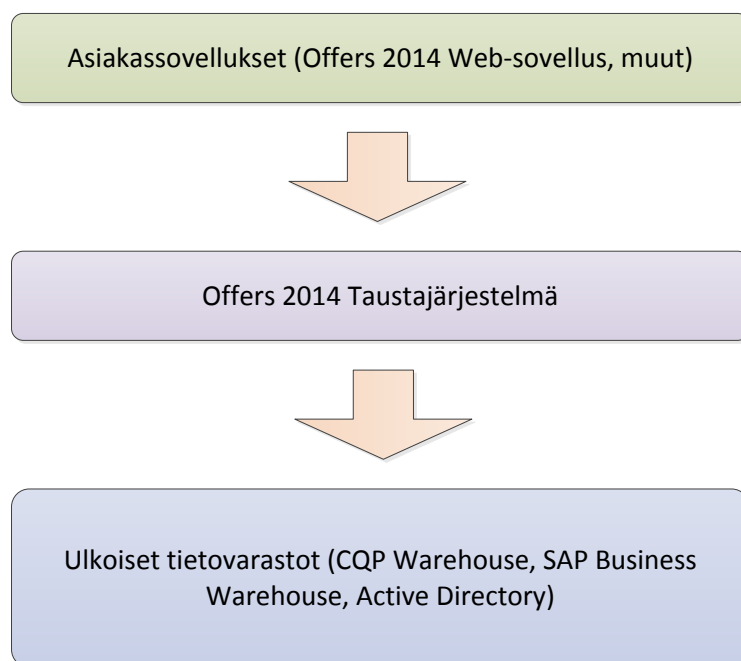 Asiakassovellukset (Offers 2014 Web-sovellus, muut)
Offers 2014 Taustajärjestelmä
Ulkoiset tietovarastot (CQP Warehouse, SAP Business
Warehouse, Active Directory)